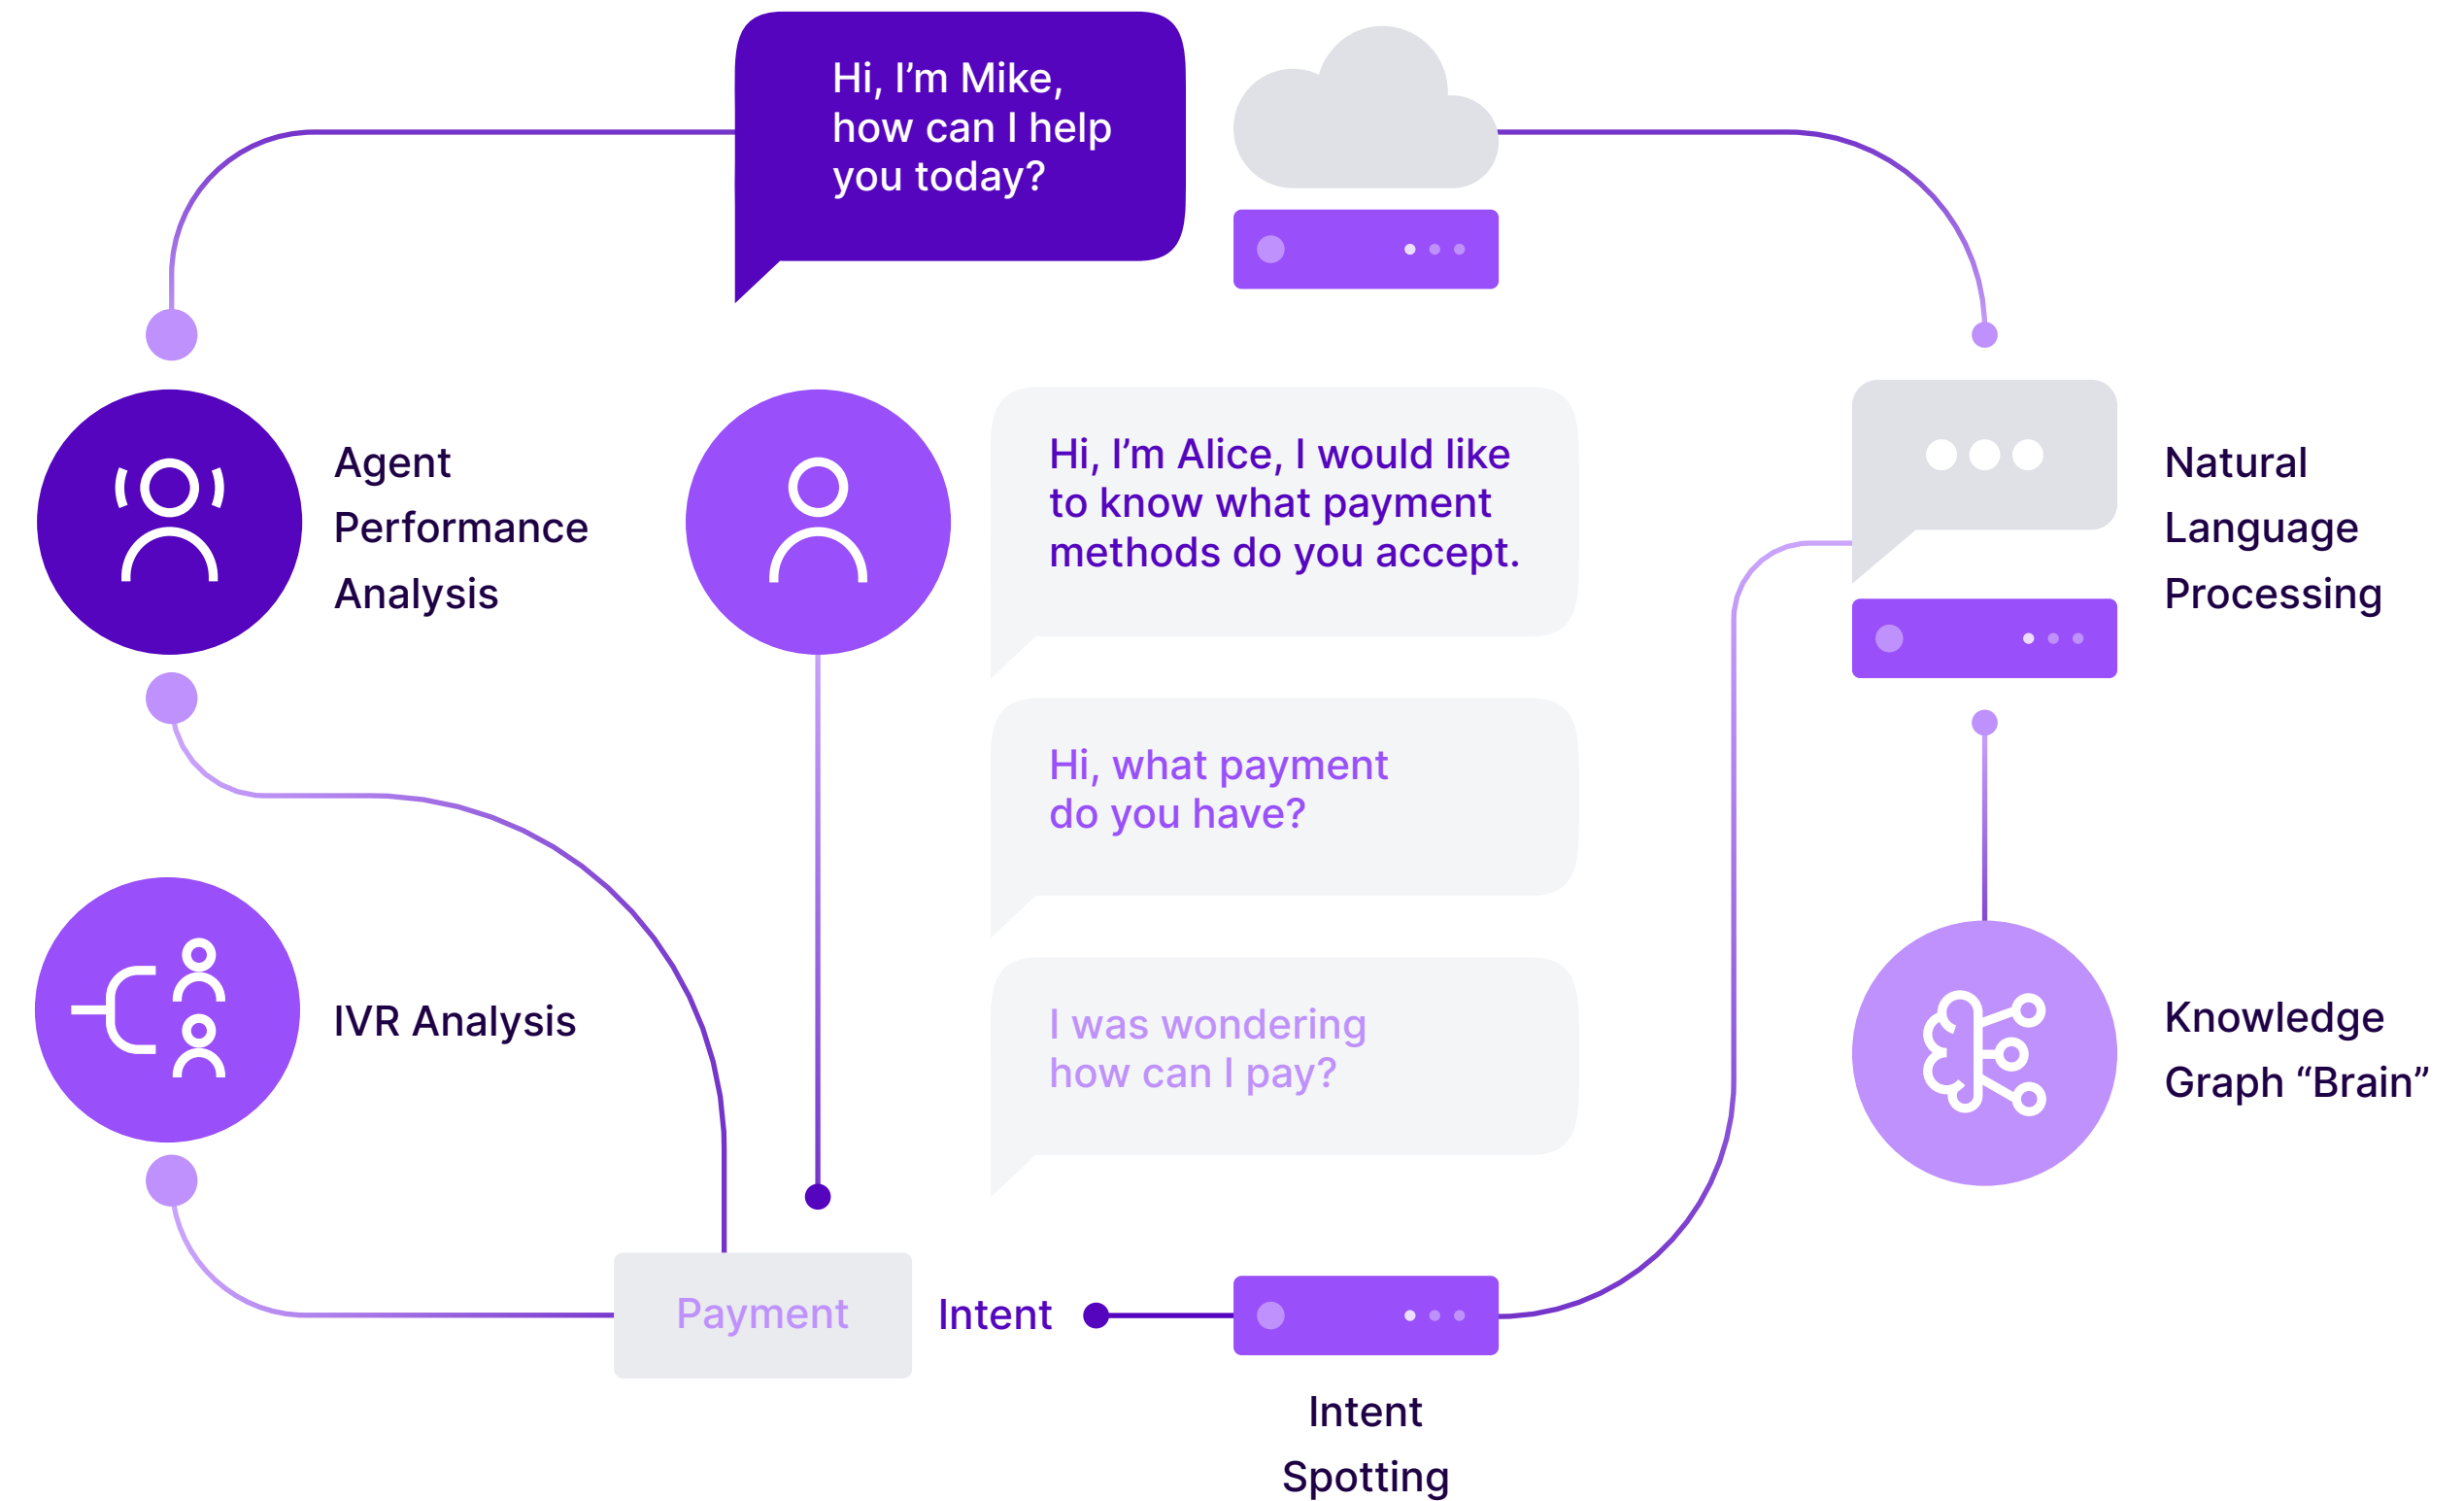 Hi, I’m Mike,
how can I help
you today?
Agent
Performance
Analysis
Hi, I’m Alice, I would like
to know what payment
methods do you accept.
Natural
Language
Processing
Hi, what payment
do you have?
IVR Analysis
I was wondering
how can I pay?
Knowledge
Graph “Brain”
Payment
Intent
Intent
Spotting